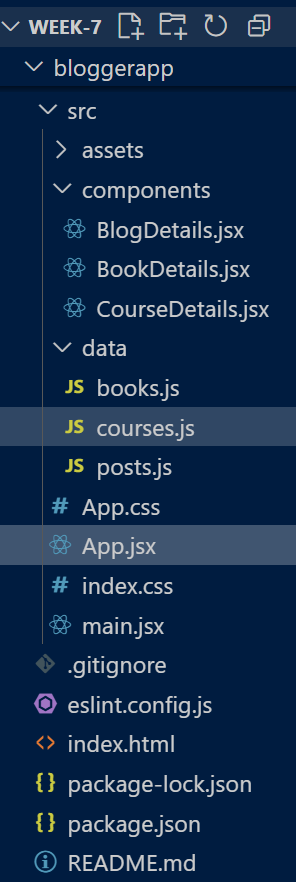 WEEK-7
bloggerapp
src
assets
components
BlogDetails.jsx
BookDetails.jsx
CourseDetails.jsx
data
JS books.js
JS courses.js
JS posts.js
# App.css
App.jsx
# index.css
main.jsx
.gitignore
eslint.config.js
<> index.html
{} package-lock.json
{} package.json
README.md